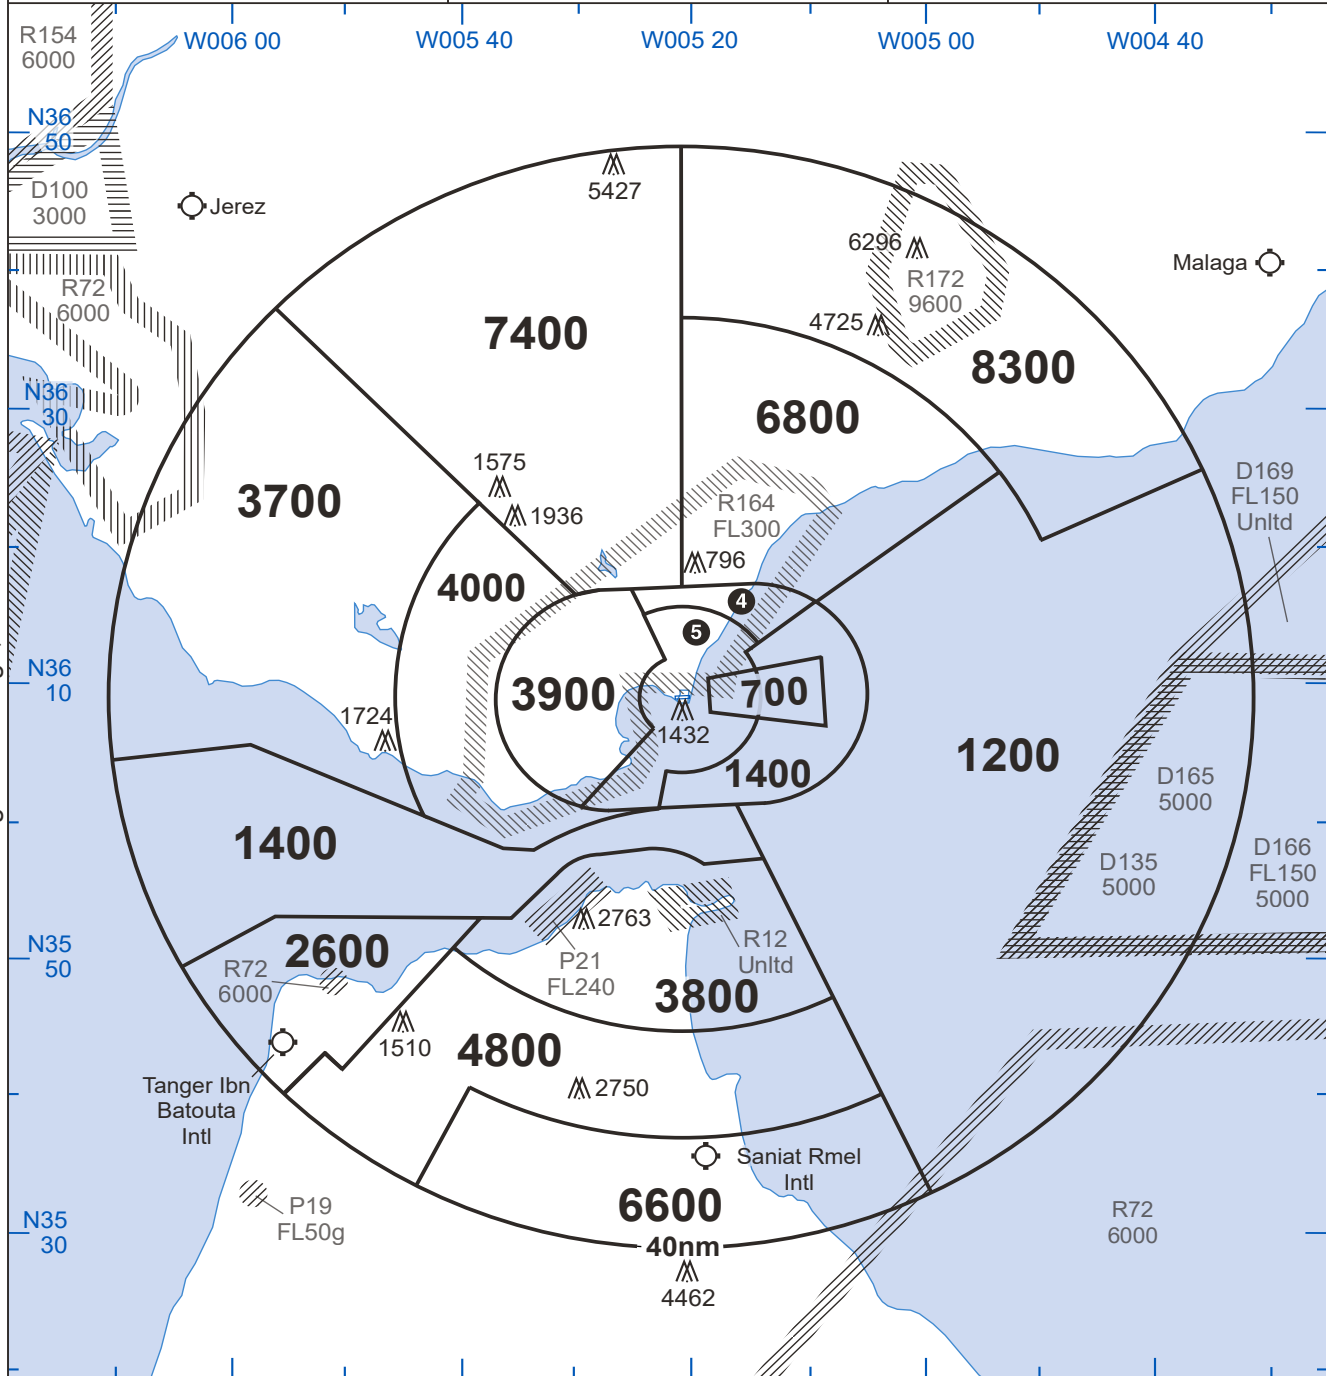 W006 00
W005 40
W005 20
W005 00
W004 40
R154
6000
N36
50
D100
3000
Jerez
5427
6296
R172
9600
Malaga
R72
6000
4725
7400
8300
N36
30
6800
3700
1575
1936
R164
FL300
D169
FL150
Unltd
796
4000
4
5
N36
10
3900
700
1724
1432
1400
1200
D165
5000
1400
D135
5000
D166
FL150
5000
2763
N35
50
2600
R72
6000
P21
FL240
R12
Unltd
3800
1510
4800
2750
Tanger Ibn
Batouta
Intl
Saniat Rmel
Intl
P19
FL50g
6600
R72
6000
N35
30
40nm
4462